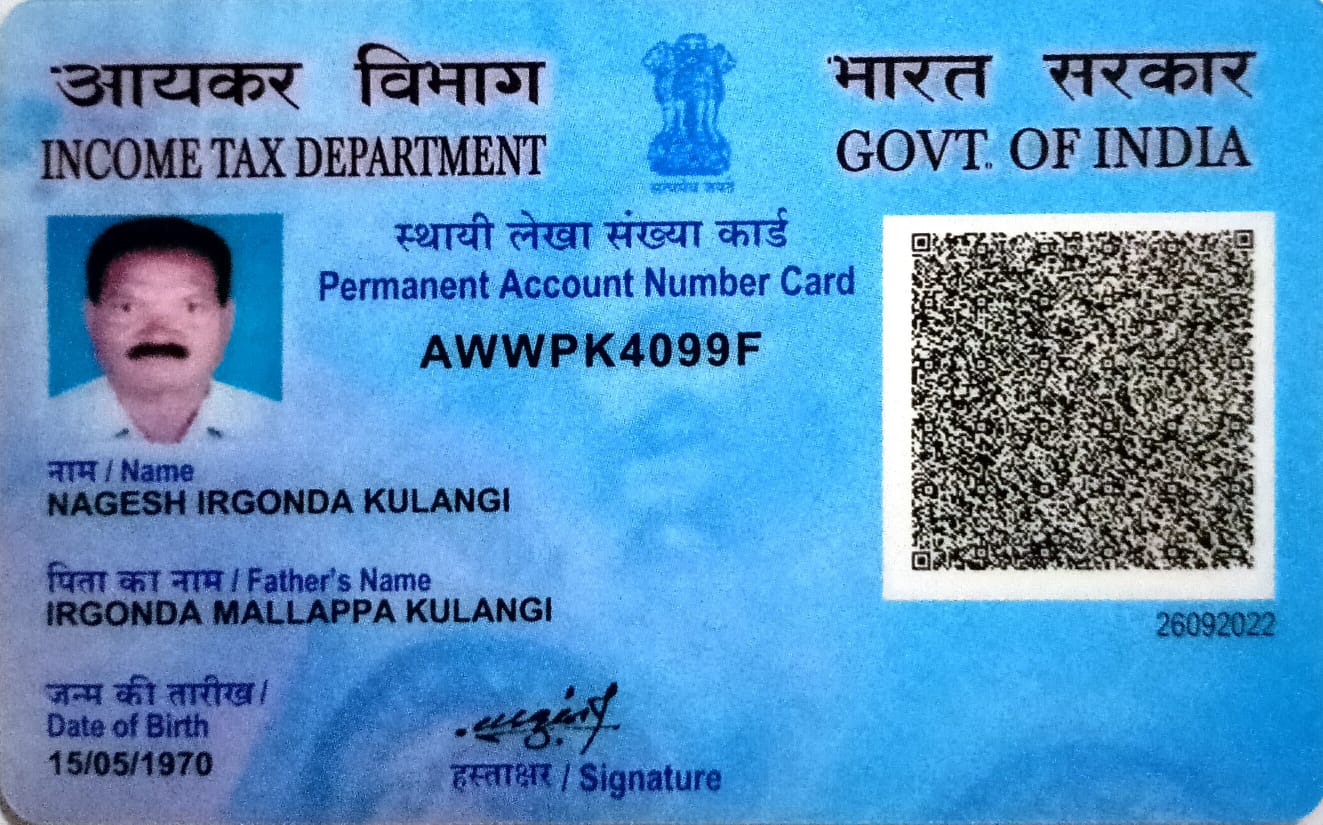 आयकर विभाग
INCOME TAX DEPARTMENT
सत्यमेव जयते
भारत सरकार
GOVT. OF INDIA
स्थायी लेखा संख्या कार्ड
Permanent Account Number Card
AWWPK4099F
नाम / Name
NAGESH IRGONDA KULANGI
पिता का नाम / Father's Name
IRGONDA MALLAPPA KULANGI
26092022
जन्म की तारीख /
Date of Birth
15/05/1970
हस्ताक्षर / Signature